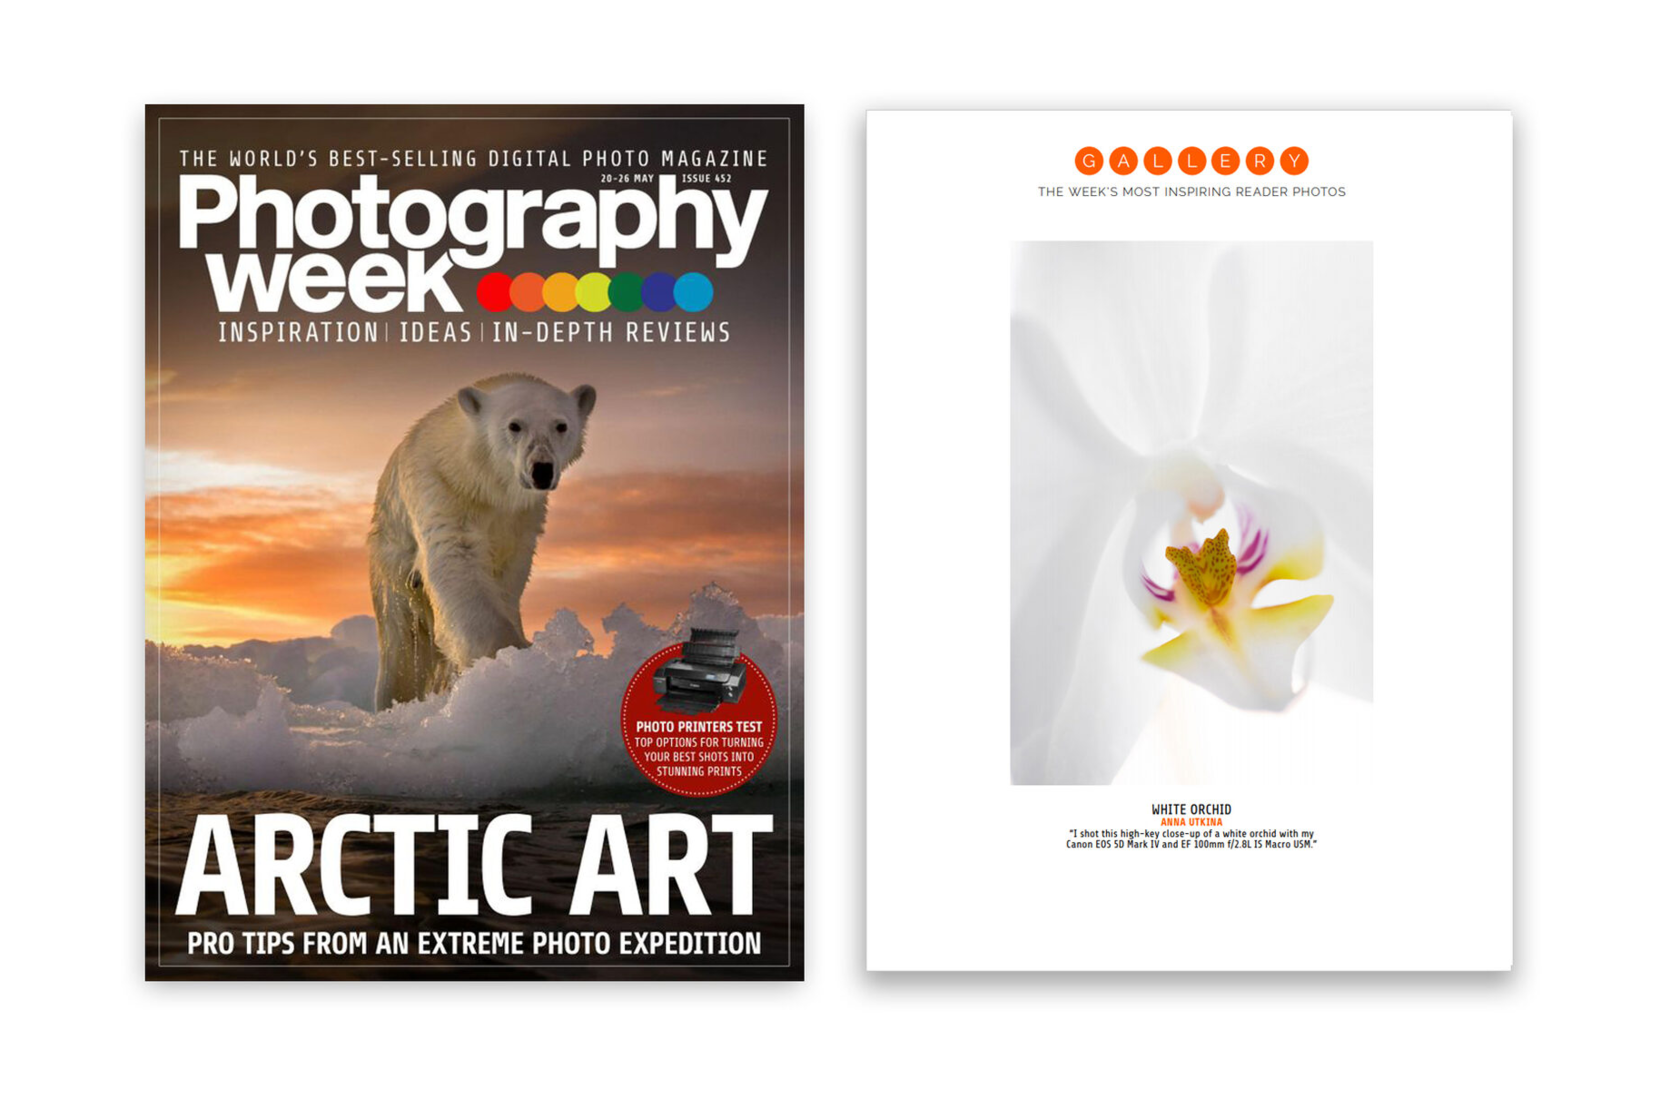 THE WORLD'S BEST-SELLING DIGITAL PHOTO MAGAZINE
20-26 MAY ISSUE 452
Photography
week
INSPIRATION | IDEAS | IN-DEPTH REVIEWS
PHOTO PRINTERS TEST
TOP OPTIONS FOR TURNING
YOUR BEST SHOTS INTO
STUNNING PRINTS
ARCTIC ART
PRO TIPS FROM AN EXTREME PHOTO EXPEDITION
GALLERY
THE WEEK'S MOST INSPIRING READER PHOTOS
WHITE ORCHID
ANNA UTKINA
"I shot this high-key close-up of a white orchid with my
Canon EOS 5D Mark IV and EF 100mm f/2.8L IS Macro USM."